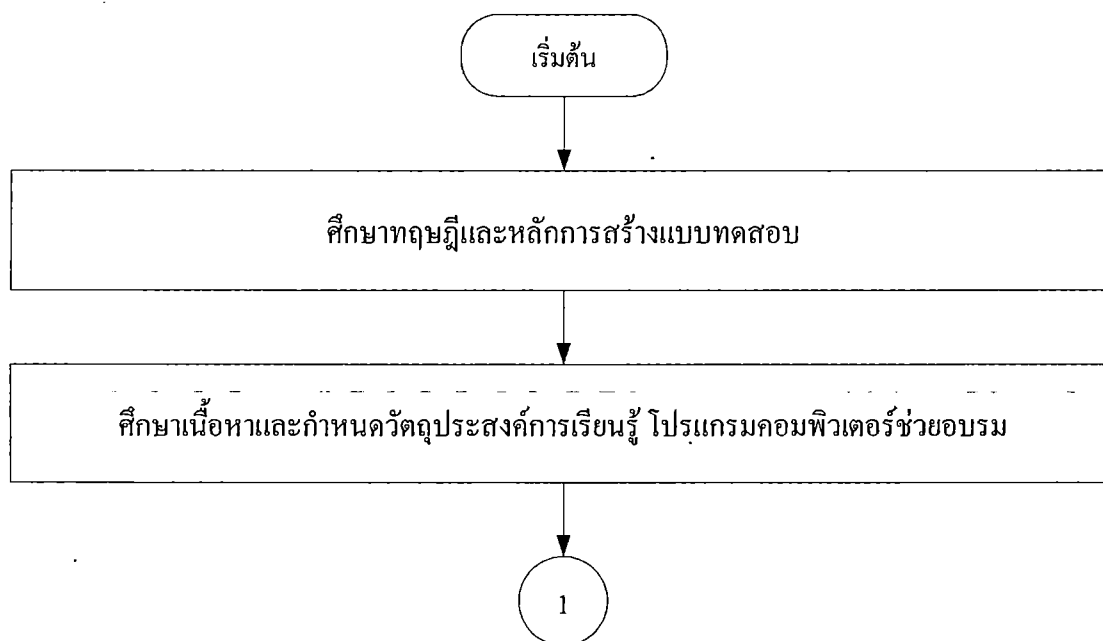 เริ่มต้น
ศึกษาทฤษฎีและหลักการสร้างแบบทดสอบ
ศึกษาเนื้อหาและกำหนดวัตถุประสงค์การเรียนรู้ โปรแกรมคอมพิวเตอร์ช่วยอบรม
1